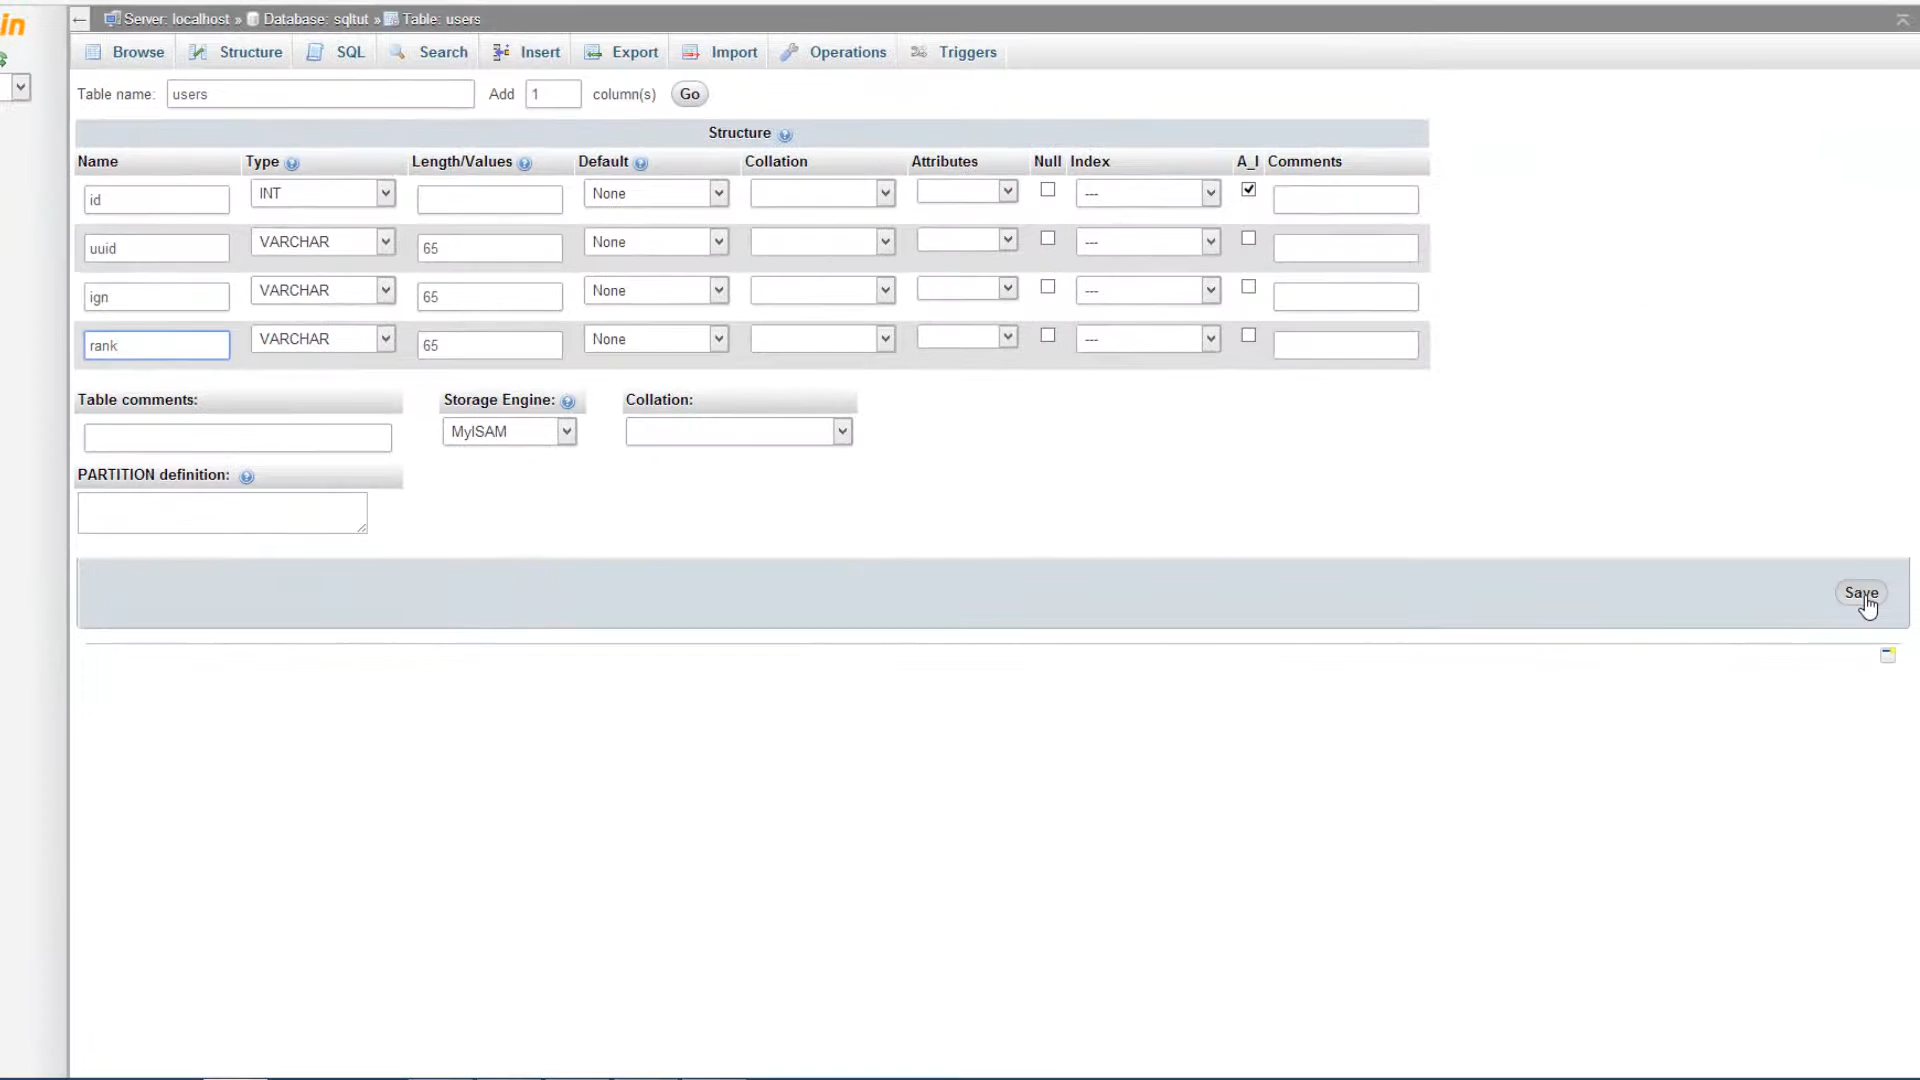 in
Server: localhost » Database: sqltut » Table: users
Browse Structure SQL Search Insert Export Import Operations Triggers
Table name: users Add 1 column(s) Go
Structure
Name Type Length/Values Default Collation Attributes Null Index A_I Comments
id INT None ---
uuid VARCHAR 65 None ---
ign VARCHAR 65 None ---
rank VARCHAR 65 None ---
Table comments: Storage Engine: Collation:
MyISAM
PARTITION definition:
Save